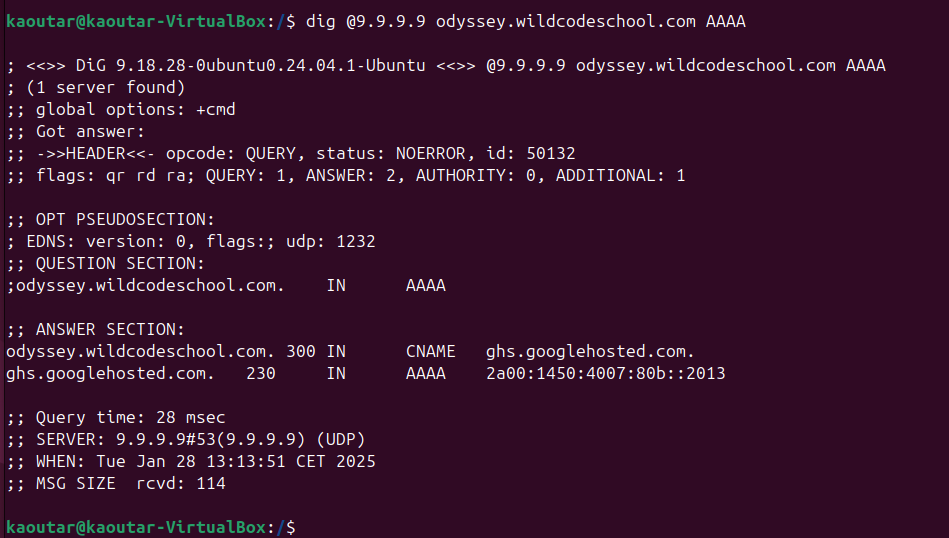 kaoutar@kaoutar-VirtualBox:/$ dig @9.9.9.9 odyssey.wildcodeschool.com AAAA

; <<>> DiG 9.18.28-0ubuntu0.24.04.1-Ubuntu <<>> @9.9.9.9 odyssey.wildcodeschool.com AAAA
; (1 server found)
;; global options: +cmd
;; Got answer:
;; ->>HEADER<<- opcode: QUERY, status: NOERROR, id: 50132
;; flags: qr rd ra; QUERY: 1, ANSWER: 2, AUTHORITY: 0, ADDITIONAL: 1

;; OPT PSEUDOSECTION:
; EDNS: version: 0, flags:; udp: 1232
;; QUESTION SECTION:
;odyssey.wildcodeschool.com.    IN      AAAA

;; ANSWER SECTION:
odyssey.wildcodeschool.com. 300 IN      CNAME   ghs.googlehosted.com.
ghs.googlehosted.com.   230     IN      AAAA    2a00:1450:4007:80b::2013

;; Query time: 28 msec
;; SERVER: 9.9.9.9#53(9.9.9.9) (UDP)
;; WHEN: Tue Jan 28 13:13:51 CET 2025
;; MSG SIZE  rcvd: 114

kaoutar@kaoutar-VirtualBox:/$